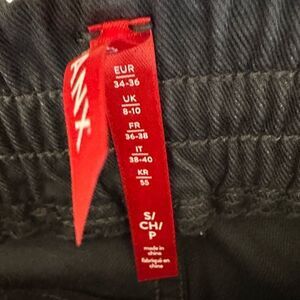 SPANX
EUR
34-36
UK
8-10
FR
36-38
IT
38-40
KR
55
S/
CH/
P
made in
china
fabriqué en
chine